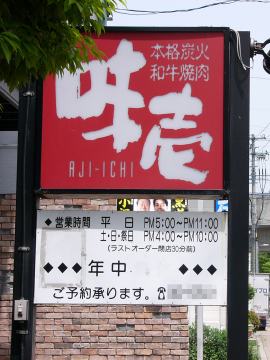 本格炭火
和牛焼肉
味壱
AJI-ICHI
◆営業時間 平 日 PM5:00~PM11:00
土・日・祭日 PM4:00~PM10:00
(ラストオーダー閉店30分前)
◆◆◆ 年中 ◆◆◆
ご予約承ります。☎